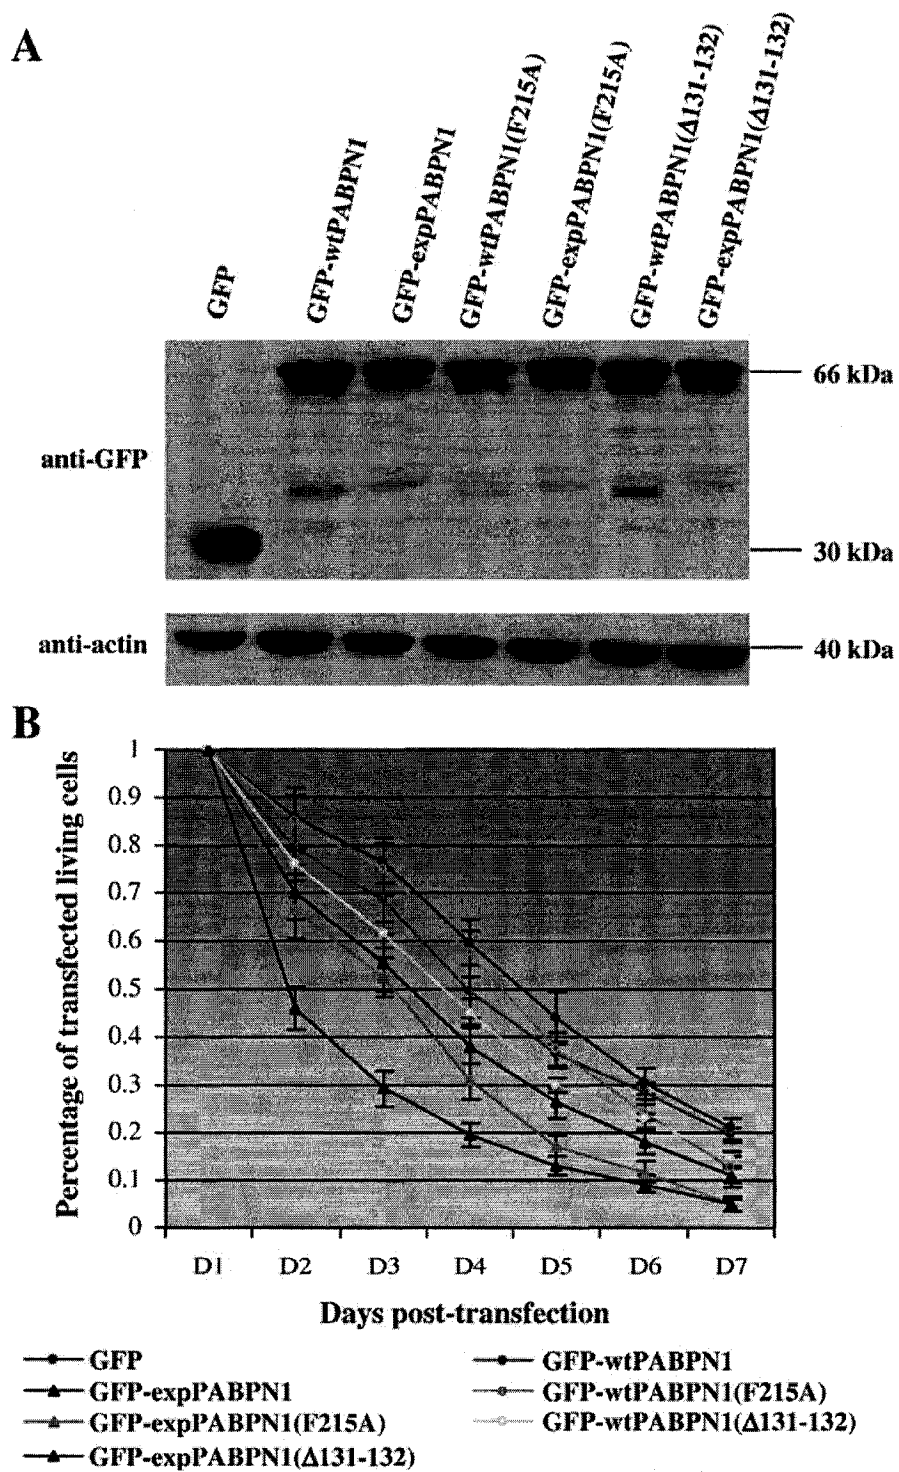 A
GFP
GFP-wtPABPN1
GFP-expPABPN1
GFP-wtPABPN1(F215A)
GFP-expPABPN1(F215A)
GFP-wtPABPN1(Δ131-132)
GFP-expPABPN1(Δ131-132)
66 kDa
anti-GFP
30 kDa
anti-actin
40 kDa
B
Percentage of transfected living cells
1
0.9
0.8
0.7
0.6
0.5
0.4
0.3
0.2
0.1
0
D1 D2 D3 D4 D5 D6 D7
Days post-transfection
GFP
GFP-wtPABPN1
GFP-expPABPN1
GFP-wtPABPN1(F215A)
GFP-expPABPN1(F215A)
GFP-wtPABPN1(Δ131-132)
GFP-expPABPN1(Δ131-132)